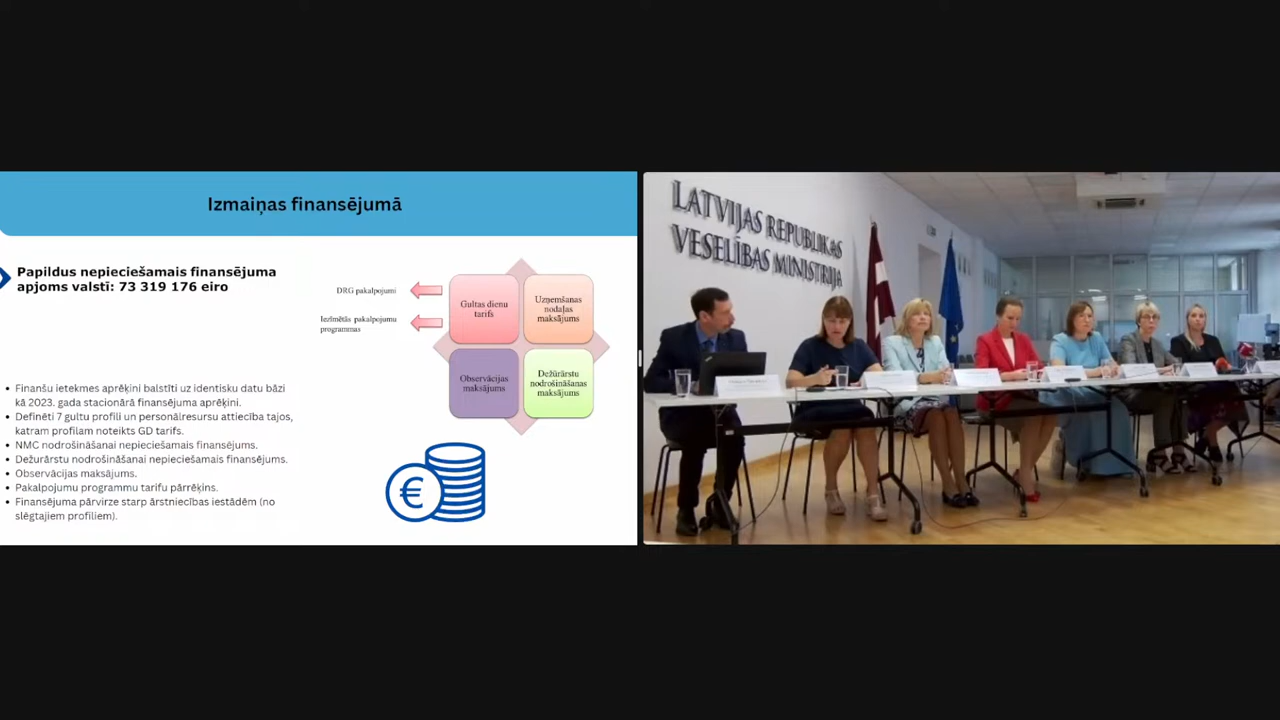 Izmaiņas finansējumā
Papildus nepieciešamais finansējuma
apjoms valstī: 73 319 176 eiro
Finanšu ietekmes aprēķini balstīti uz identisku datu bāzi
kā 2023. gada stacionārā finansējuma aprēķini.
Definēti 7 gultu profili un personālresursu attiecība tajos,
katram profilam noteikts GD tarifs.
NMC nodrošināšanai nepieciešamais finansējums.
Dežurārstu nodrošināšanai nepieciešamais finansējums.
Observācijas maksājums.
Pakalpojumu programmu tarifu pārrēķins.
Finansējuma pārvirze starp ārstniecības iestādēm (no
slēgtajiem profiliem).
DRG pakalpojumi
Iezīmētās pakalpojumu
programmas
Gultas dienu
tarifs
Uzņemšanas
nodaļas
maksājums
Observācijas
maksājums
Dežūrārstu
nodrošināšanas
maksājums
€
LATVIJAS REPUBLIKAS
VESELĪBAS MINISTRIJA